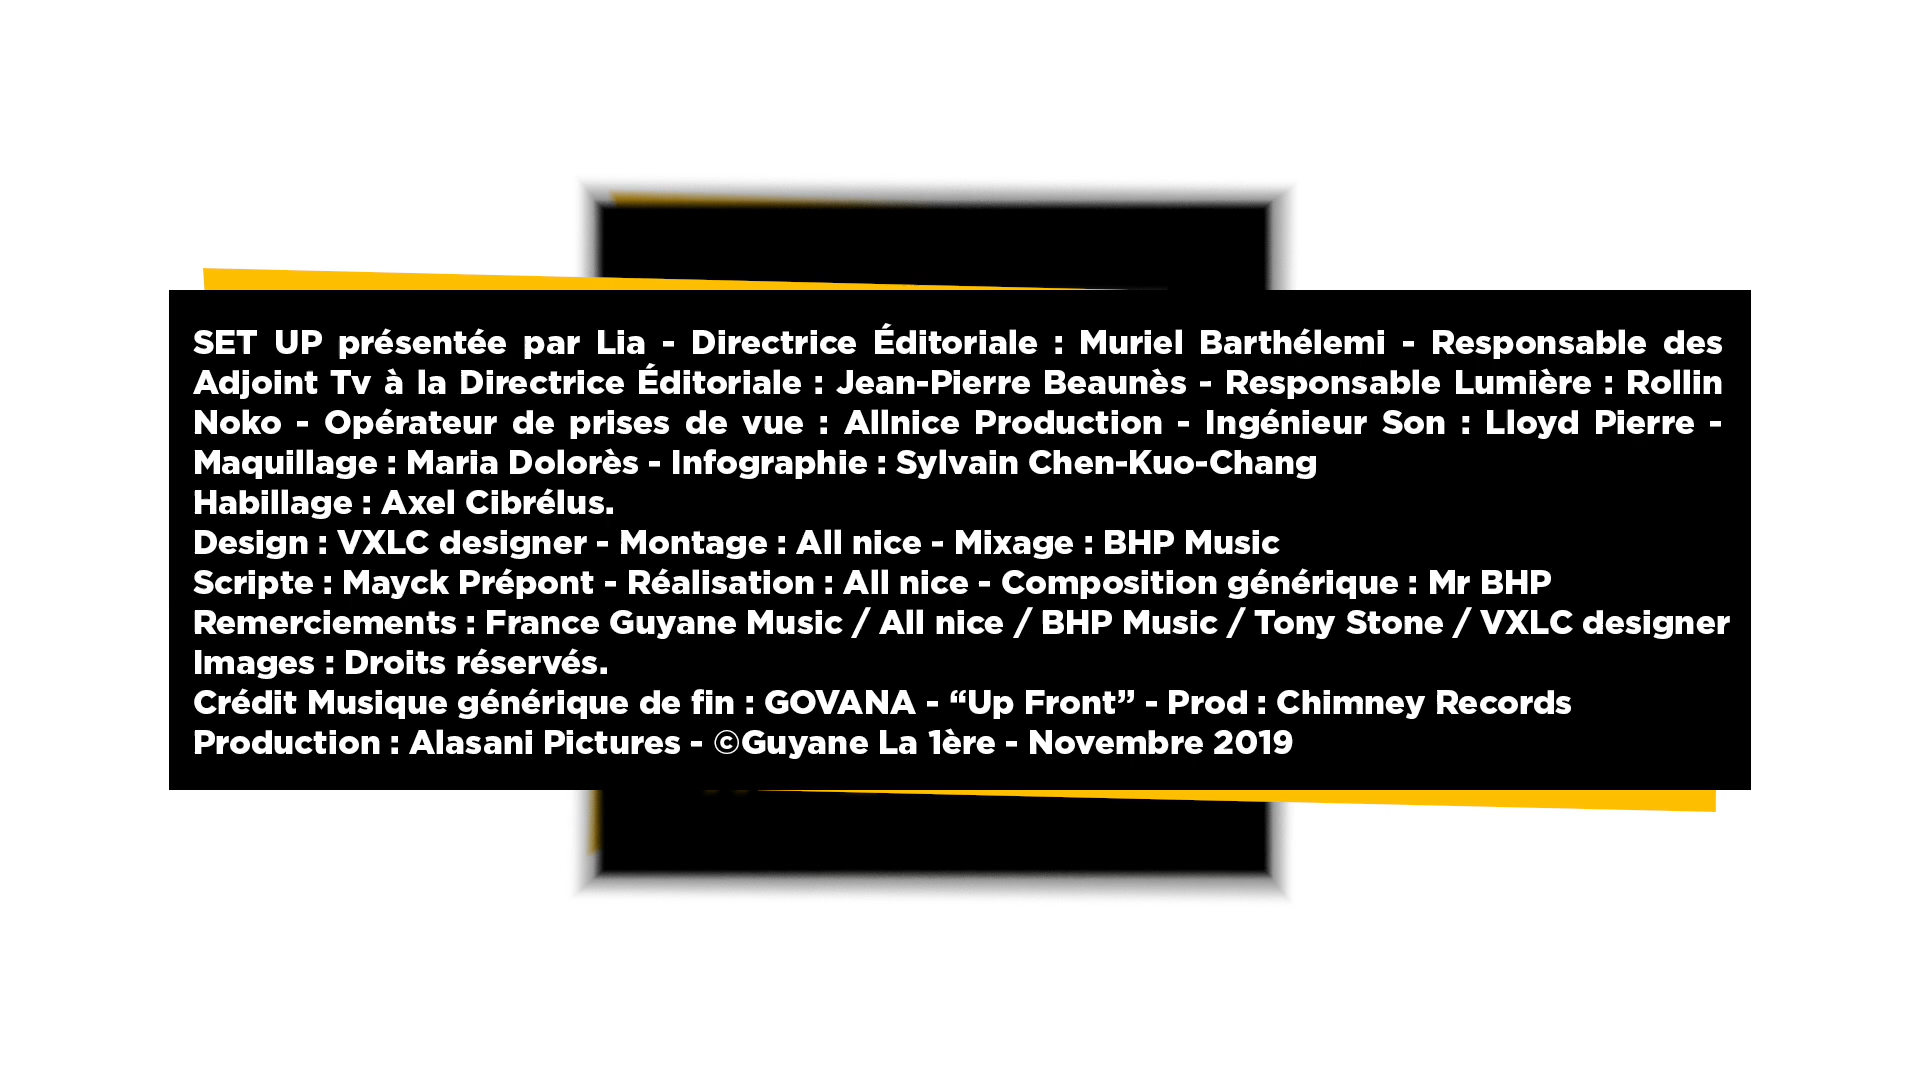 SET UP présentée par Lia - Directrice Éditoriale : Muriel Barthélemi - Responsable des
Adjoint Tv à la Directrice Éditoriale : Jean-Pierre Beaunès - Responsable Lumière : Rollin
Noko - Opérateur de prises de vue : Allnice Production - Ingénieur Son : Lloyd Pierre -
Maquillage : Maria Dolorès - Infographie : Sylvain Chen-Kuo-Chang
Habillage : Axel Cibrélus.
Design : VXLC designer - Montage : All nice - Mixage : BHP Music
Scripte : Mayck Prépont - Réalisation : All nice - Composition générique : Mr BHP
Remerciements : France Guyane Music / All nice / BHP Music / Tony Stone / VXLC designer
Images : Droits réservés.
Crédit Musique générique de fin : GOVANA - “Up Front” - Prod : Chimney Records
Production : Alasani Pictures - ©Guyane La 1ère - Novembre 2019